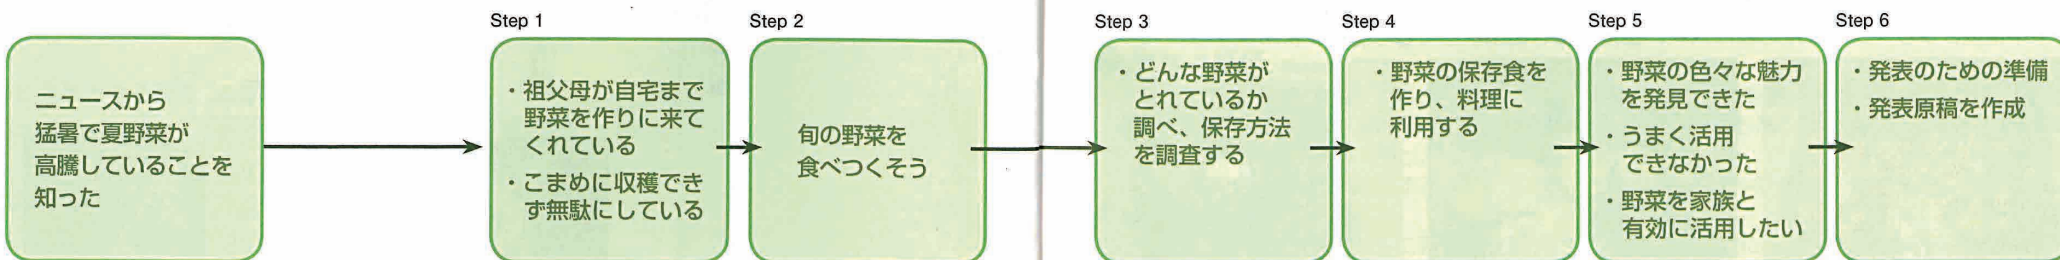 ニュースから
猛暑で夏野菜が
高騰していることを
知った
Step 1
・祖父母が自宅まで
野菜を作りに来て
くれている
・こまめに収穫でき
ず無駄にしている
Step 2
旬の野菜を
食べつくそう
Step 3
・どんな野菜が
とれているか
調べ、保存方法
を調査する
Step 4
・野菜の保存食を
作り、料理に
利用する
Step 5
・野菜の色々な魅力
を発見できた
・うまく活用
できなかった
・野菜を家族と
有効に活用したい
Step 6
・発表のための準備
・発表原稿を作成